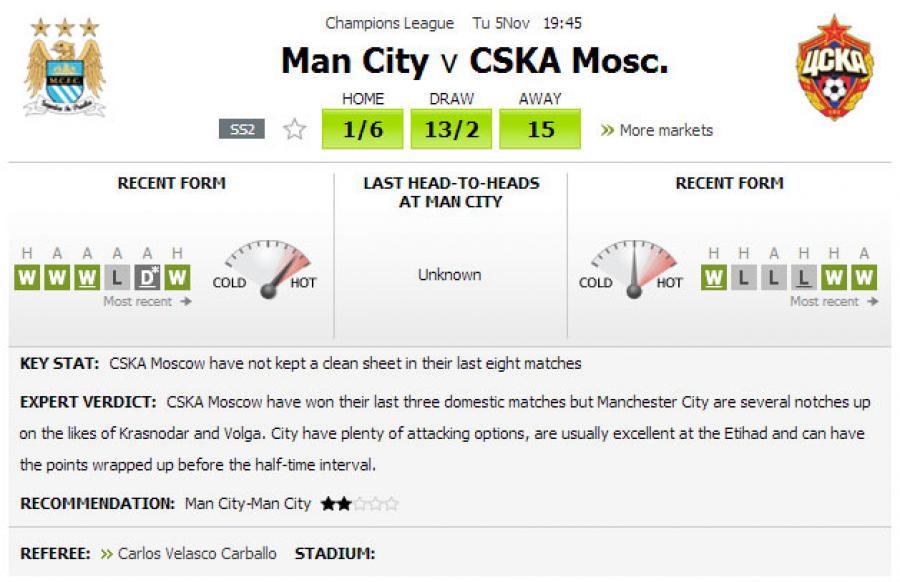 Champions League Tu 5Nov 19:45
Man City v CSKA Mosc.
HOME DRAW AWAY
SS2 1/6 13/2 15 » More markets
M.C.F.C.
ЦСКА
RECENT FORM
H A A A A H
W W W L D* W
Most recent →
COLD HOT
LAST HEAD-TO-HEADS
AT MAN CITY
Unknown
RECENT FORM
COLD HOT
H H A H H A
W L L L W W
Most recent →
KEY STAT: CSKA Moscow have not kept a clean sheet in their last eight matches
EXPERT VERDICT: CSKA Moscow have won their last three domestic matches but Manchester City are several notches up
on the likes of Krasnodar and Volga. City have plenty of attacking options, are usually excellent at the Etihad and can have
the points wrapped up before the half-time interval.
RECOMMENDATION: Man City-Man City ★★☆☆☆
REFEREE: » Carlos Velasco Carballo STADIUM: